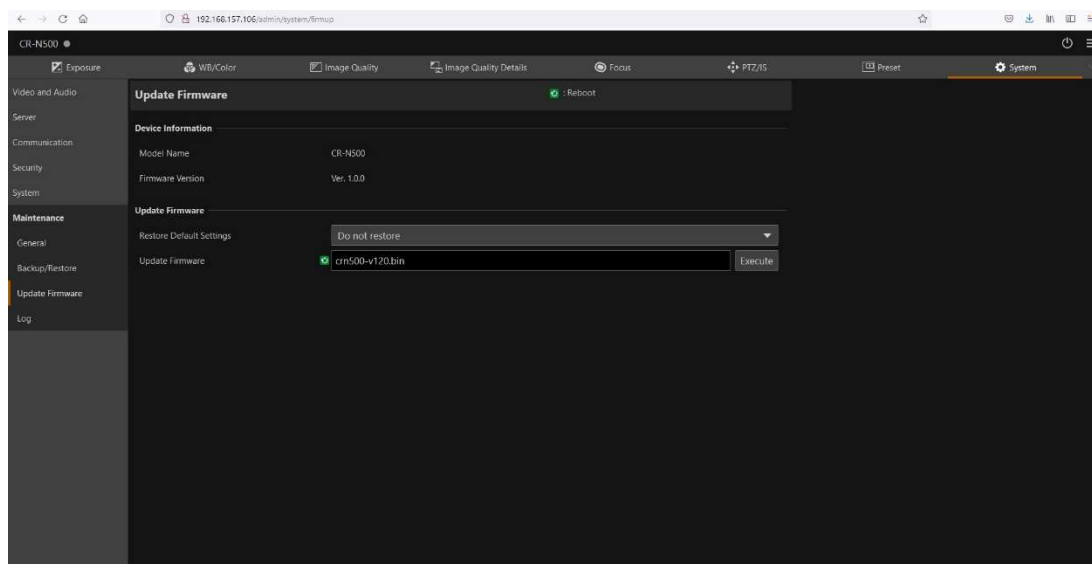 192.168.157.106/admin/system/firmup
CR-N500
Exposure
WB/Color
Image Quality
Image Quality Details
Focus
PTZ/IS
Preset
System
Video and Audio
Server
Communication
Security
System
Maintenance
General
Backup/Restore
Update Firmware
Log
Update Firmware
: Reboot
Device Information
Model Name CR-N500
Firmware Version Ver. 1.0.0
Update Firmware
Restore Default Settings Do not restore
Update Firmware crn500-v120.bin Execute